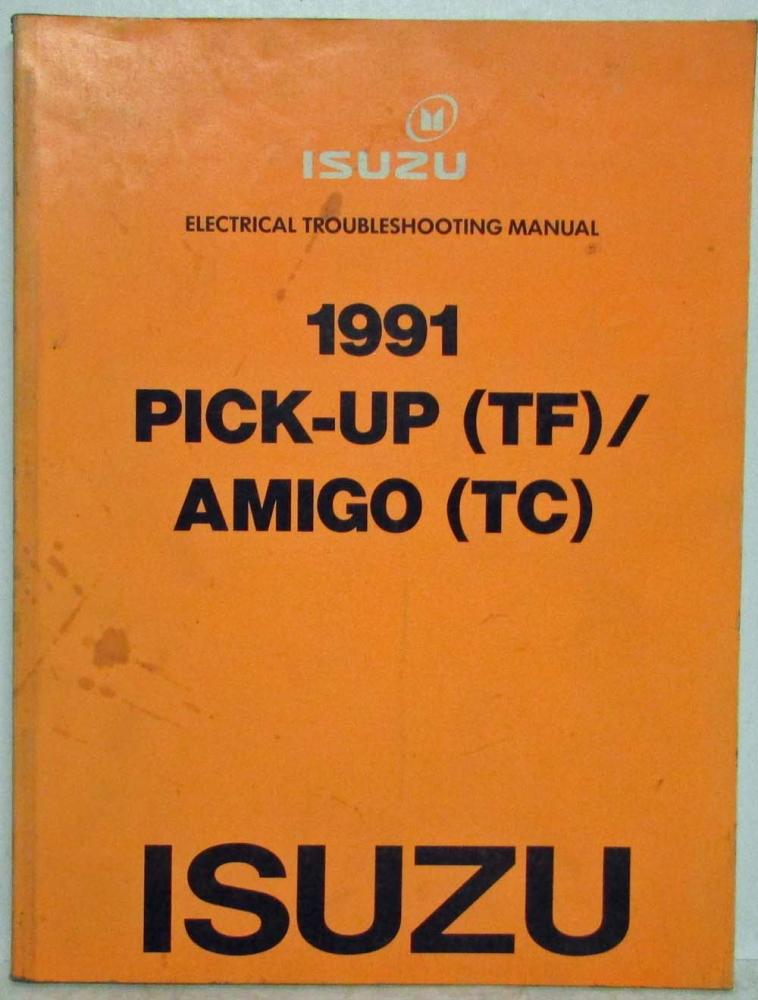 ISUZU
ELECTRICAL TROUBLESHOOTING MANUAL
1991
PICK-UP (TF)/
AMIGO (TC)
ISUZU